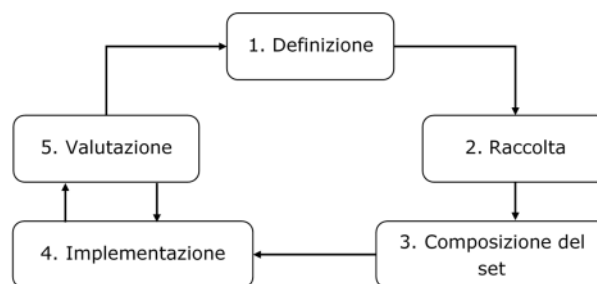 1. Definizione
2. Raccolta
3. Composizione del
set
4. Implementazione
5. Valutazione